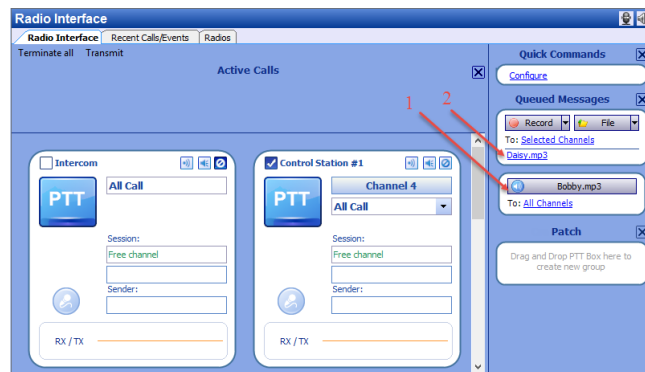 Radio Interface
Radio Interface Recent Calls/Events Radios
Terminate all Transmit
Active Calls
Intercom
PTT
All Call
Session:
Free channel
Sender:
RX / TX
Control Station #1
PTT
Channel 4
All Call
Session:
Free channel
Sender:
RX / TX
Quick Commands
Configure
Queued Messages
1 2
Record File
To: Selected Channels
Daisy.mp3
Bobby.mp3
To: All Channels
Patch
Drag and Drop PTT Box here to
create new group